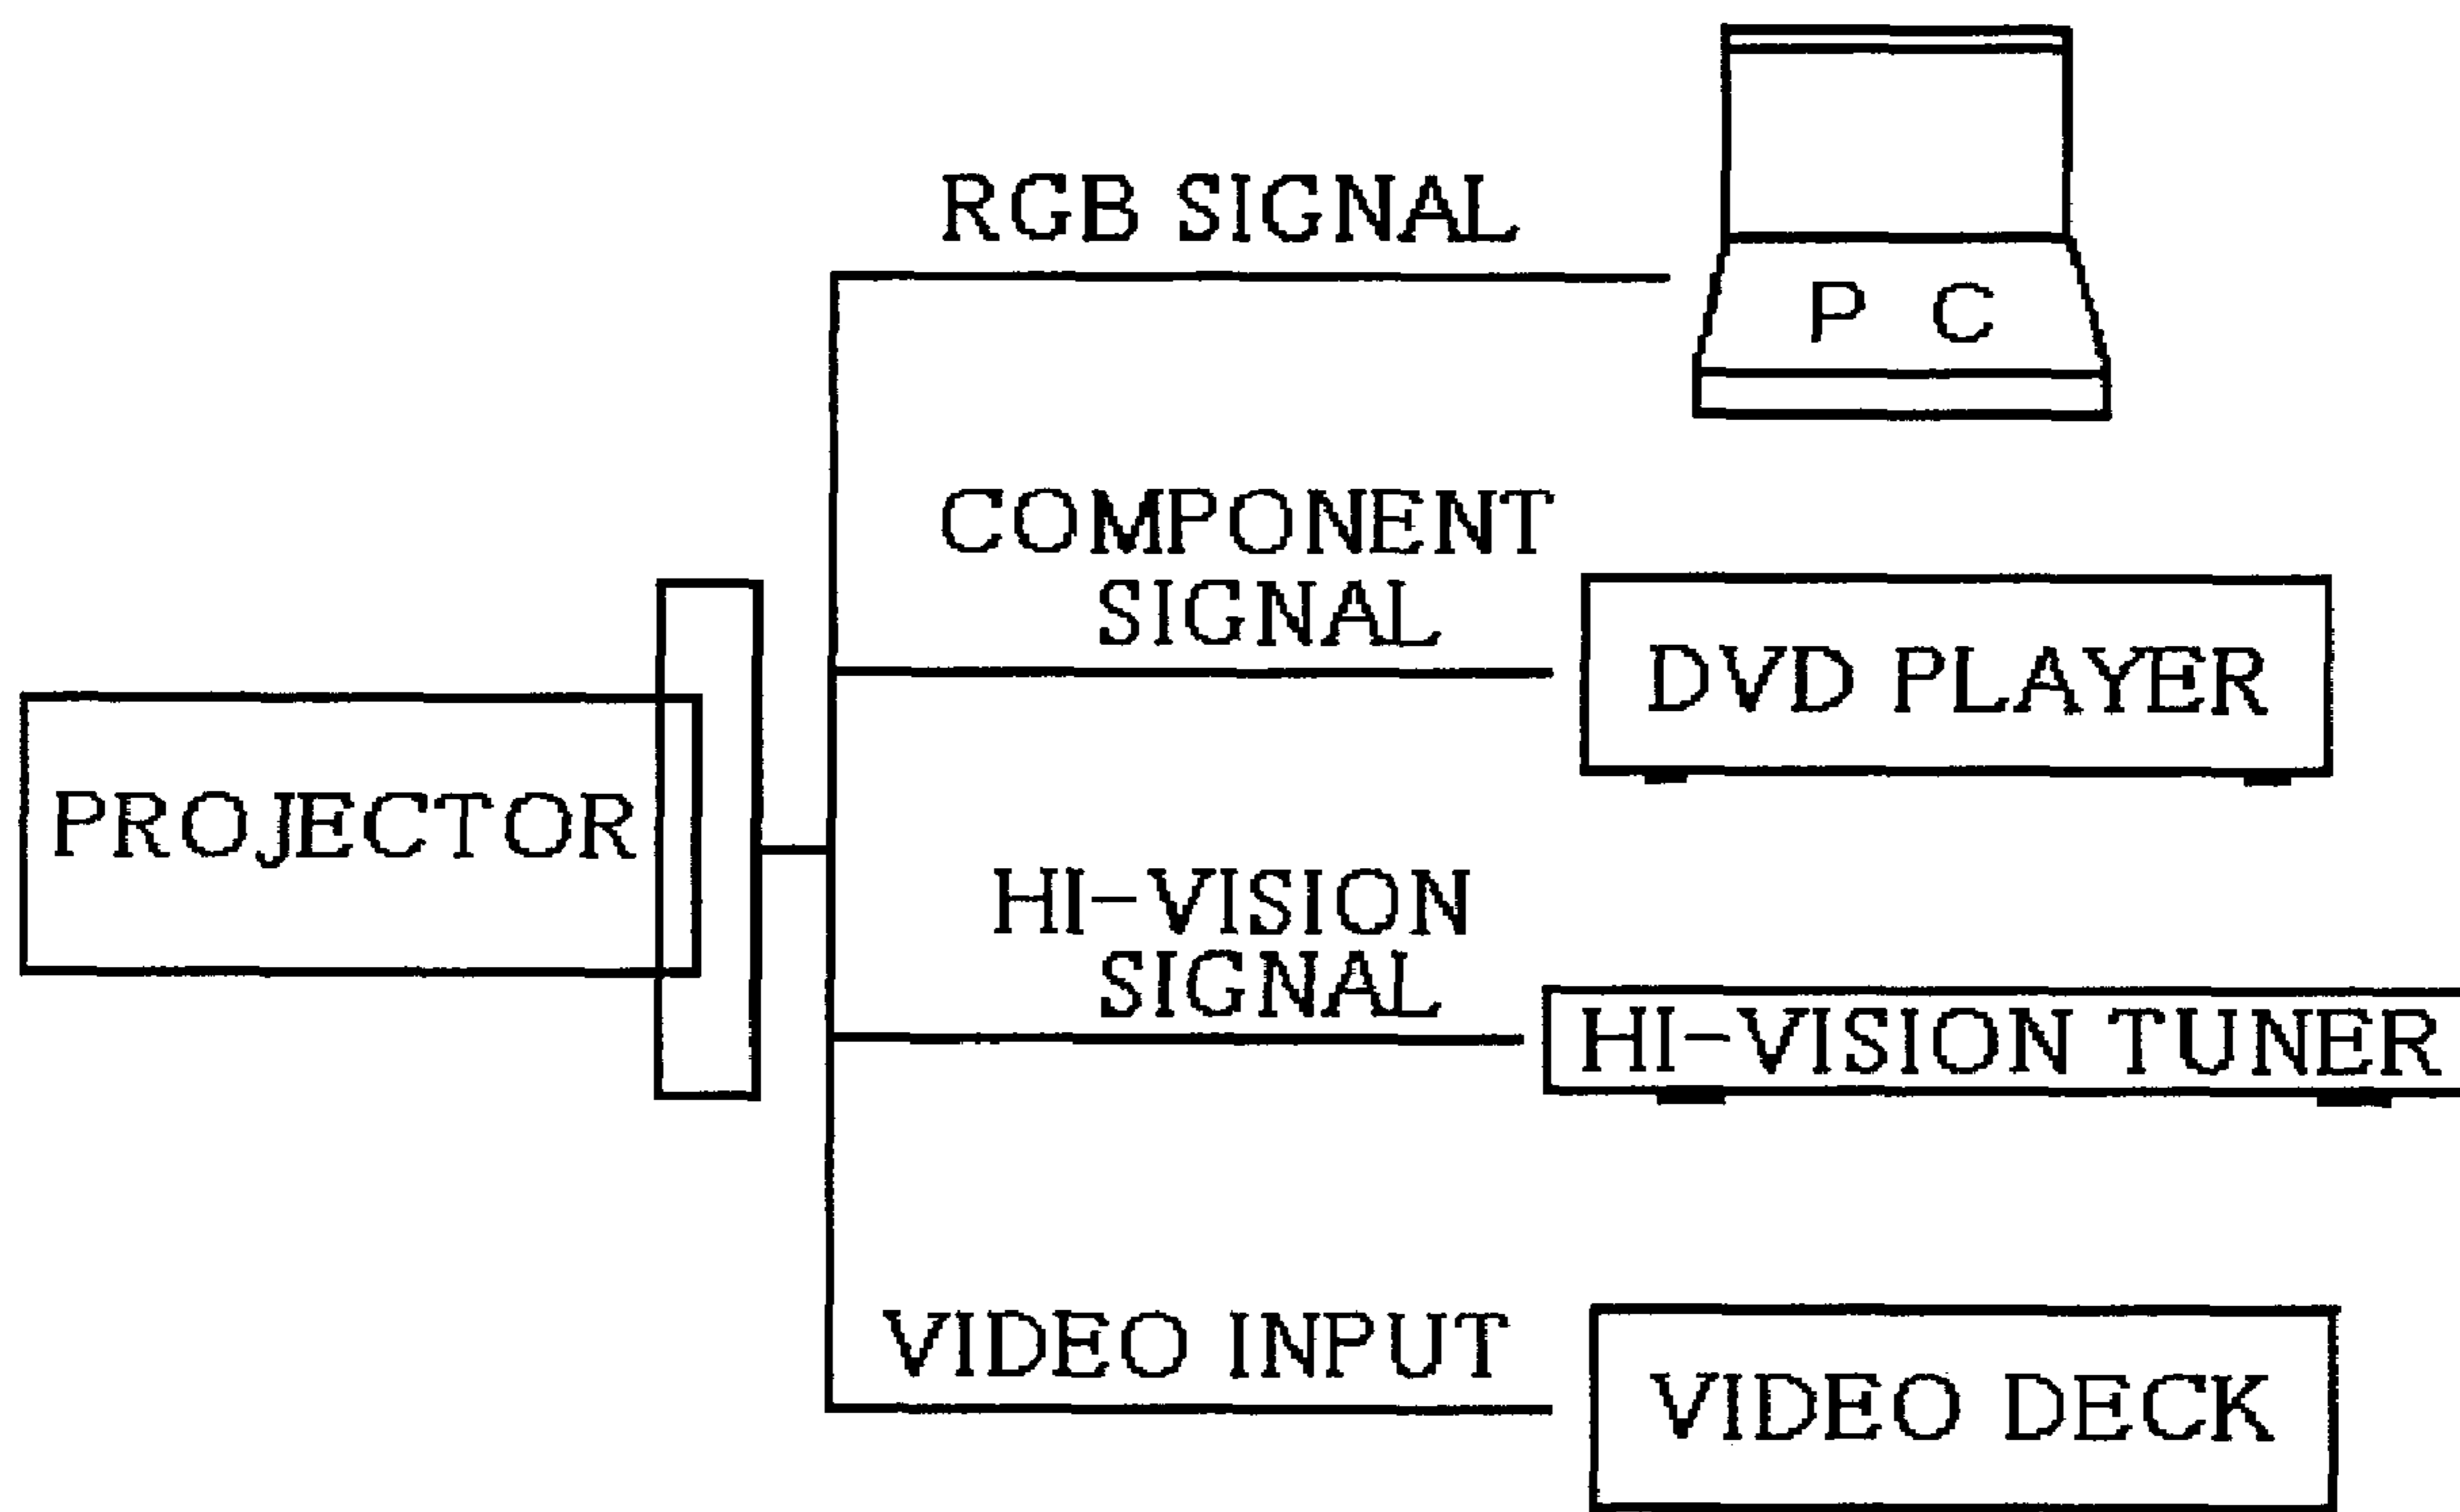 RGB SIGNAL
P C
COMPONENT
SIGNAL
DVD PLAYER
PROJECTOR
HI-VISION
SIGNAL
HI-VISION TUNER
VIDEO INPUT
VIDEO DECK